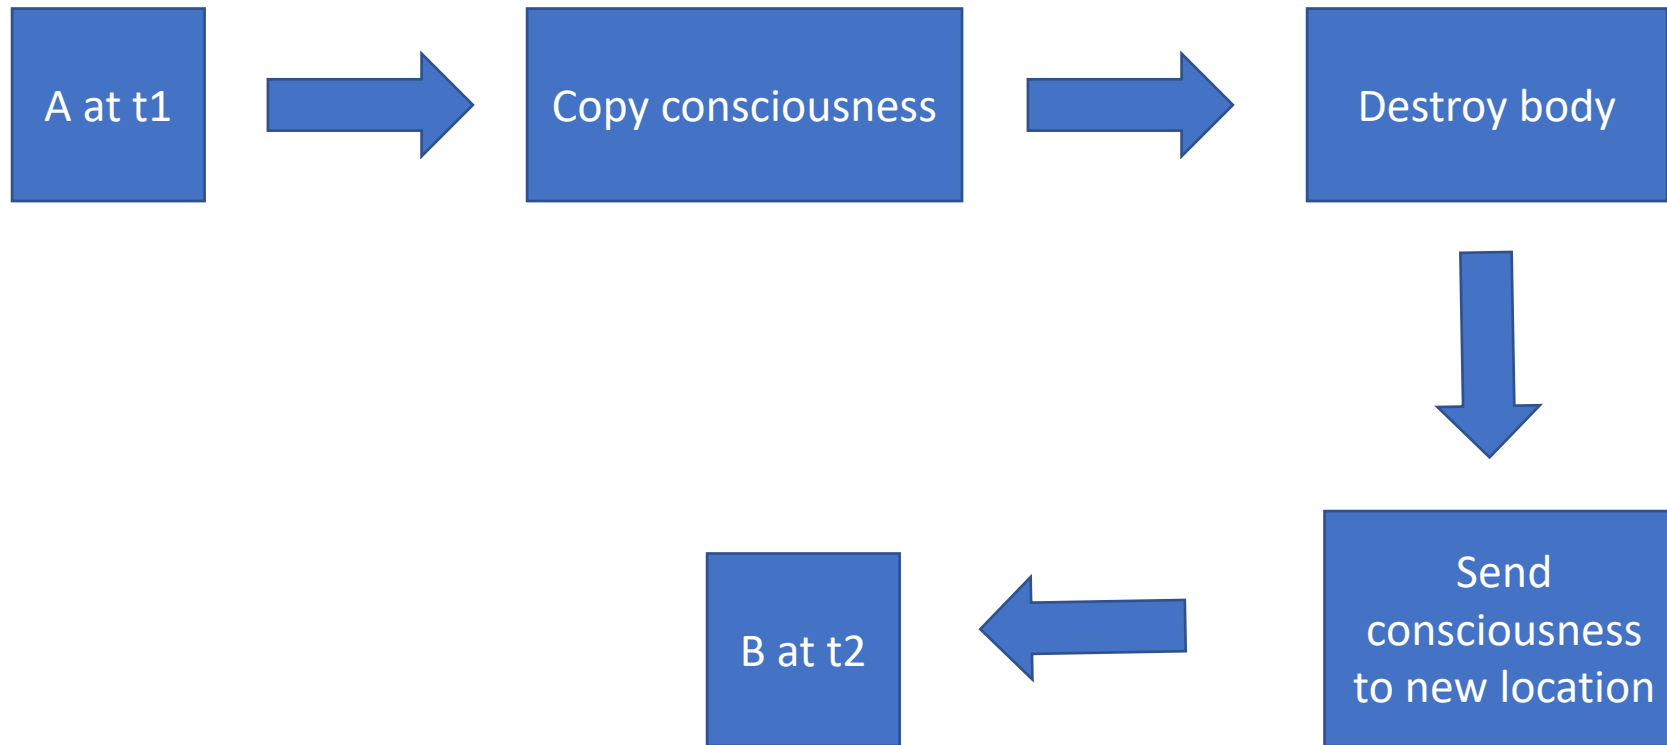 A at t1
Copy consciousness
Destroy body
Send
consciousness
to new location
B at t2